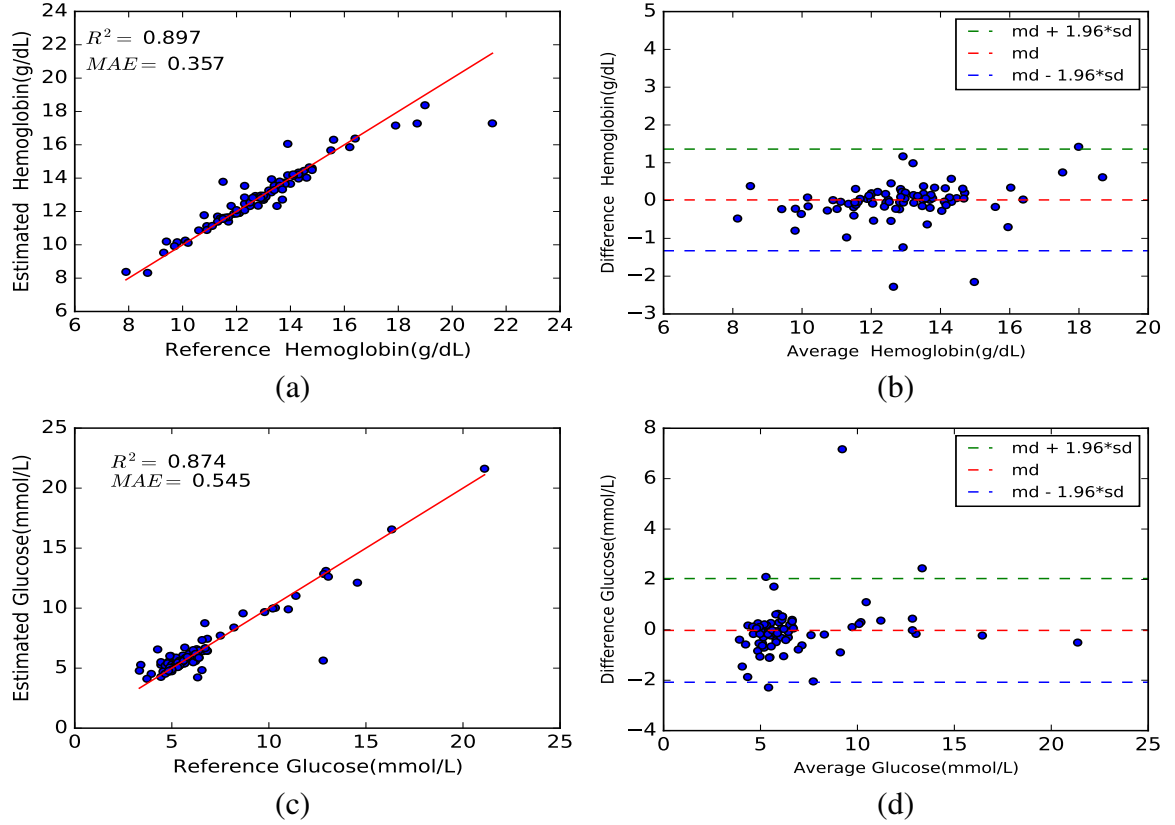 R² = 0.897
MAE = 0.357
Estimated Hemoglobin(g/dL)
24
22
20
18
16
14
12
10
8
6
6 8 10 12 14 16 18 20 22 24
Reference Hemoglobin(g/dL)
(a)
md + 1.96*sd
md
md - 1.96*sd
Difference Hemoglobin(g/dL)
5
4
3
2
1
0
−1
−2
−3
6 8 10 12 14 16 18 20
Average Hemoglobin(g/dL)
(b)
R² = 0.874
MAE = 0.545
Estimated Glucose(mmol/L)
25
20
15
10
5
0
0 5 10 15 20 25
Reference Glucose(mmol/L)
(c)
md + 1.96*sd
md
md - 1.96*sd
Difference Glucose(mmol/L)
8
6
4
2
0
−2
−4
0 5 10 15 20 25
Average Glucose(mmol/L)
(d)